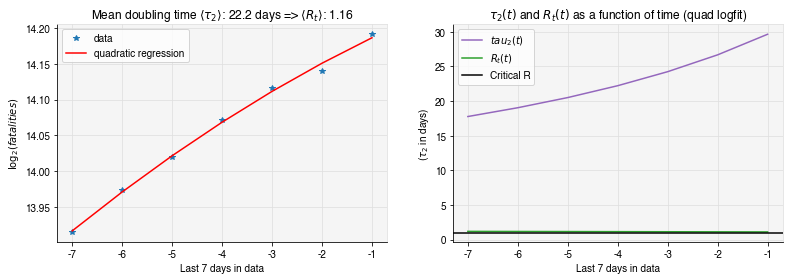 Mean doubling time ⟨τ₂⟩: 22.2 days => ⟨Rₜ⟩: 1.16
log₂(fatalities)
14.20
14.15
14.10
14.05
14.00
13.95
data
quadratic regression
-7 -6 -5 -4 -3 -2 -1
Last 7 days in data
τ₂(t) and Rₜ(t) as a function of time (quad logfit)
(τ₂ in days)
30
25
20
15
10
5
0
tau₂(t)
Rₜ(t)
Critical R
-7 -6 -5 -4 -3 -2 -1
Last 7 days in data